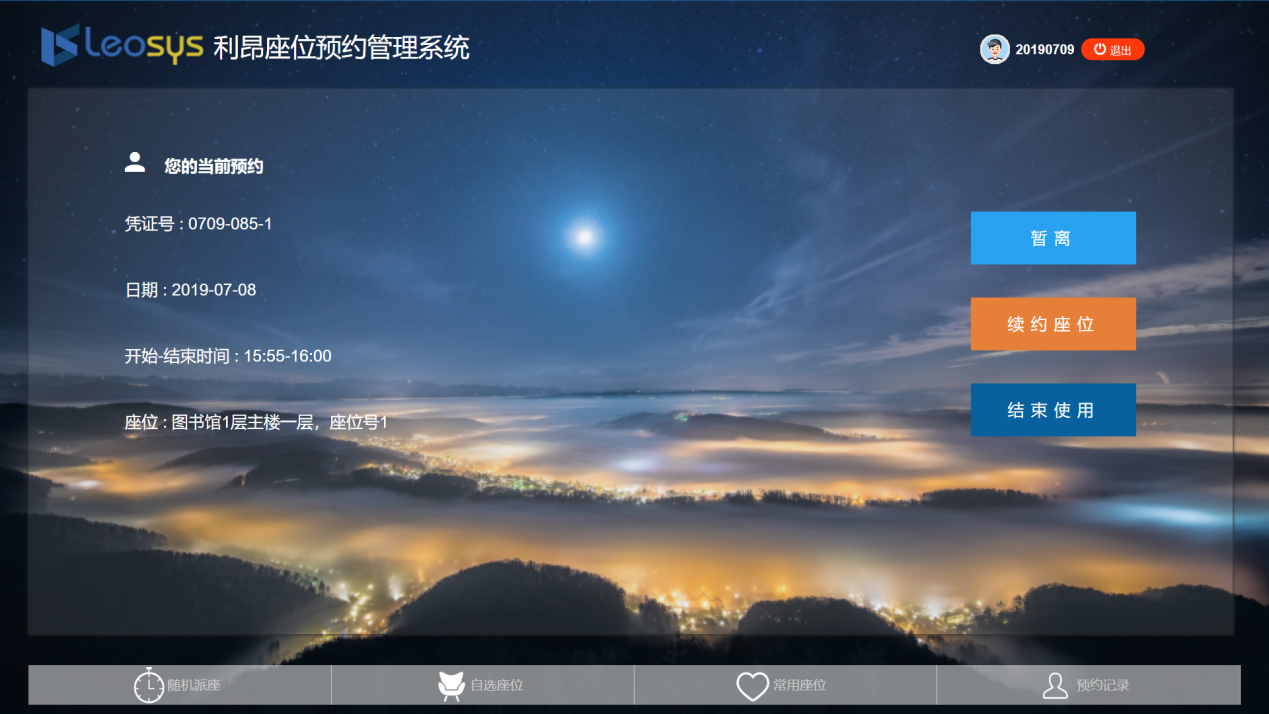 Leosys 利昂座位预约管理系统
20190709 退出
您的当前预约
凭证号 : 0709-085-1
暂 离
日期 : 2019-07-08
续 约 座 位
开始-结束时间 : 15:55-16:00
结 束 使 用
座位 : 图书馆1层主楼一层，座位号1
随机派座 自选座位 常用座位 预约记录